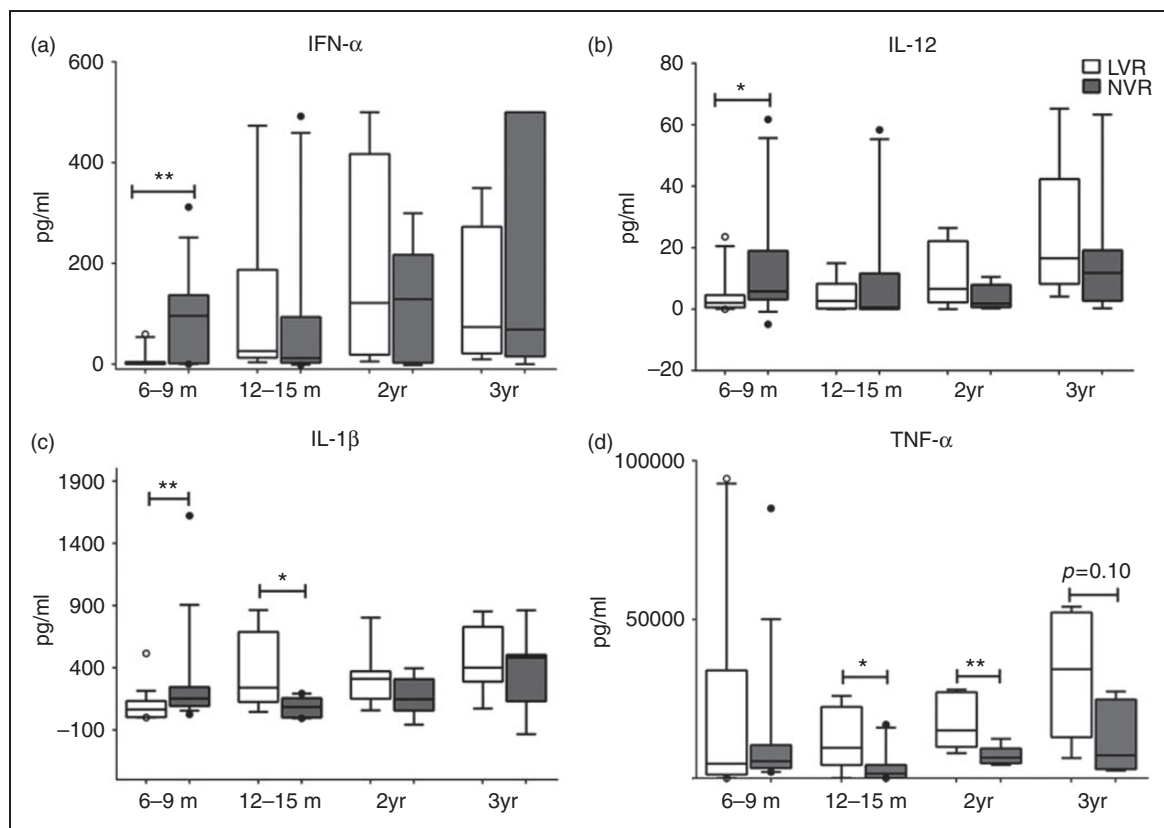 (a)
IFN-α
600
400
200
0
pg/ml
**
6–9 m 12–15 m 2yr 3yr
(b)
IL-12
80
60
40
20
0
–20
pg/ml
LVR
NVR
*
6–9 m 12–15 m 2yr 3yr
(c)
IL-1β
1900
1400
900
400
–100
pg/ml
**
*
6–9 m 12–15 m 2yr 3yr
(d)
TNF-α
100000
50000
pg/ml
*
**
p=0.10
6–9 m 12–15 m 2yr 3yr